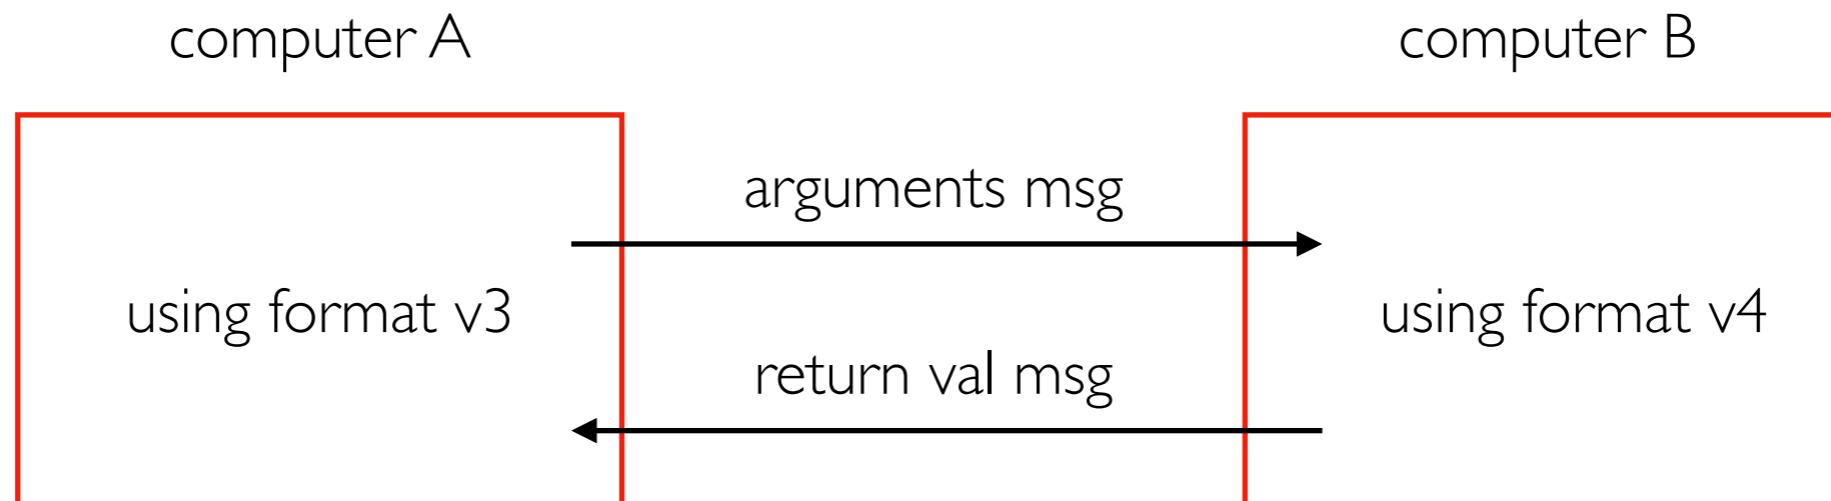 computer A
computer B
arguments msg
using format v3
using format v4
return val msg